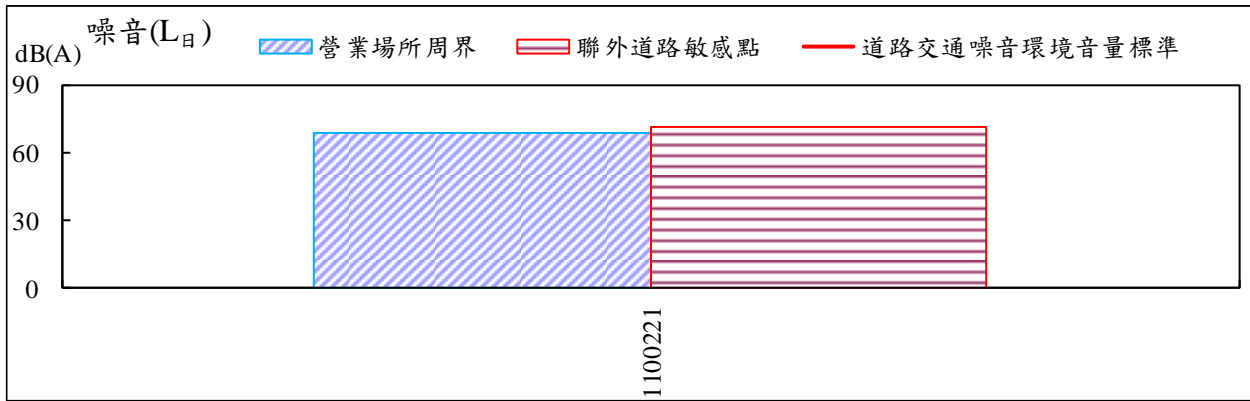 噪音(L日)
dB(A)
營業場所周界
聯外道路敏感點
道路交通噪音環境音量標準
90
60
30
0
1100221